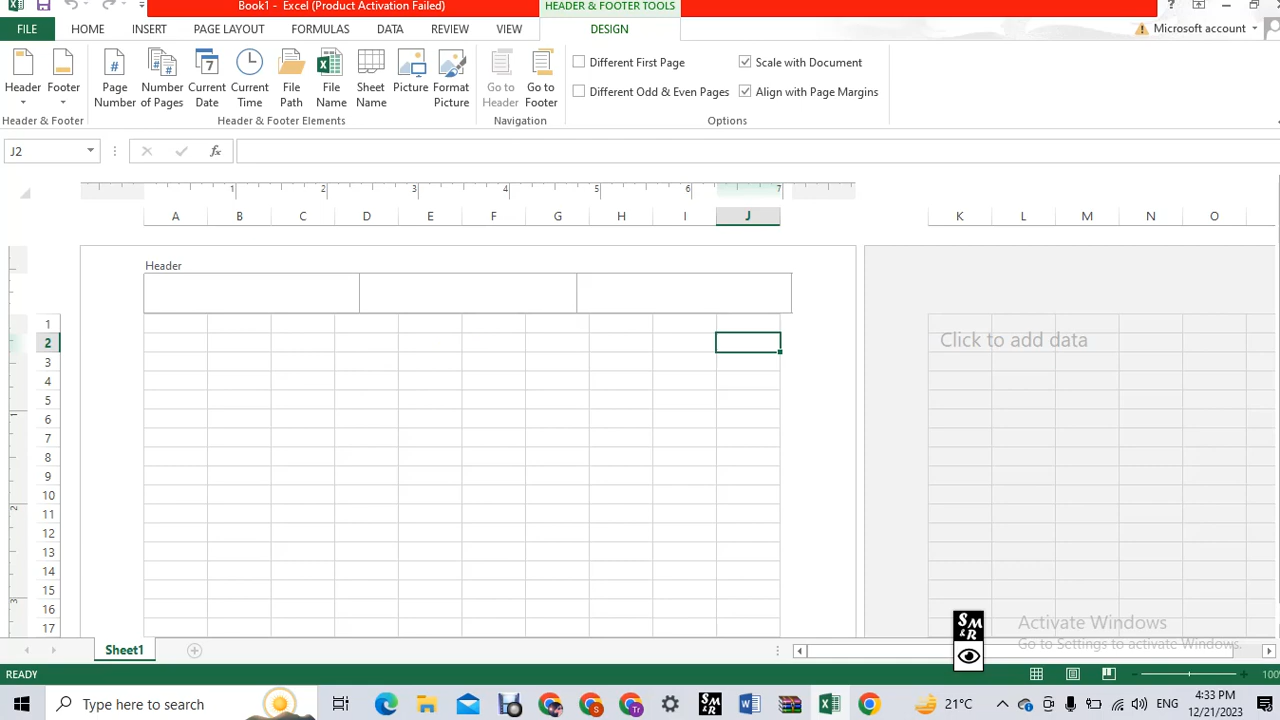 Book1 - Excel (Product Activation Failed)
HEADER & FOOTER TOOLS
?
FILE
HOME
INSERT
PAGE LAYOUT
FORMULAS
DATA
REVIEW
VIEW
DESIGN
Microsoft account
Header
Footer
Page Number
Number of Pages
Current Date
Current Time
File Path
File Name
Sheet Name
Picture
Format Picture
Go to Header
Go to Footer
Different First Page
Different Odd & Even Pages
Scale with Document
Align with Page Margins
Header & Footer
Header & Footer Elements
Navigation
Options
J2
fx
1 2 3 4 5 6 7
A B C D E F G H I J K L M N O
Header
1
2
Click to add data
3
4
5
6
7
8
9
10
11
12
13
14
15
16
17
1
2
3
SM&R
Activate Windows
Go to Settings to activate Windows.
Sheet1
READY
100
Type here to search
21°C
ENG
4:33 PM
12/21/2023